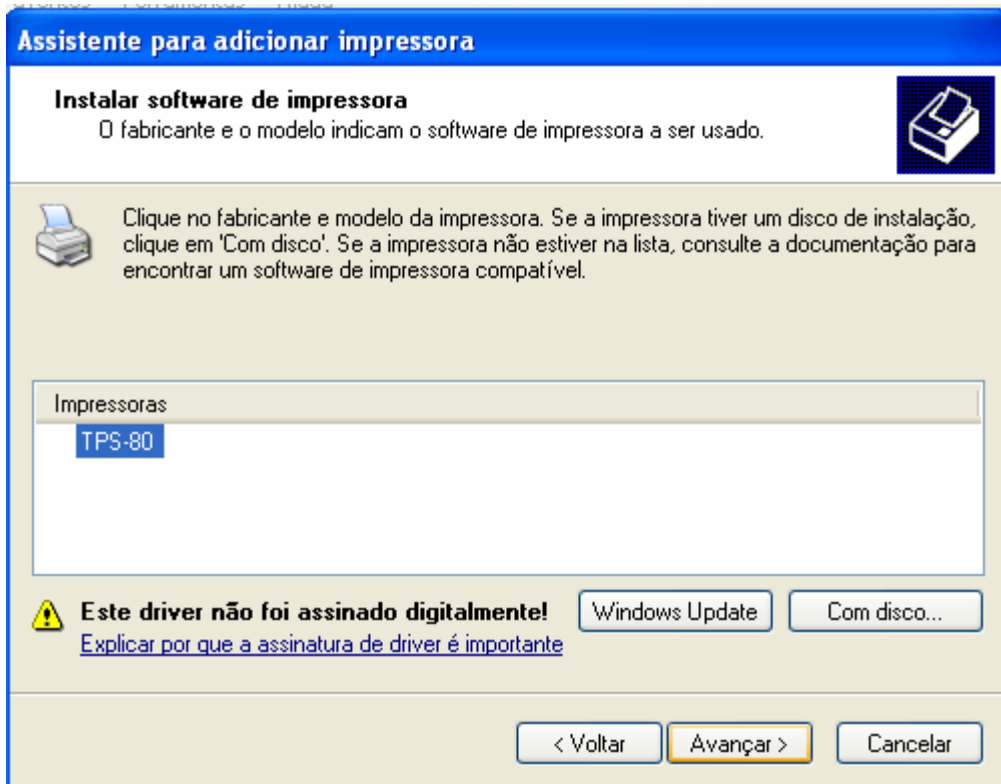 Assistente para adicionar impressora
Instalar software de impressora
O fabricante e o modelo indicam o software de impressora a ser usado.
Clique no fabricante e modelo da impressora. Se a impressora tiver um disco de instalação,
clique em 'Com disco'. Se a impressora não estiver na lista, consulte a documentação para
encontrar um software de impressora compatível.
Impressoras
TPS-80
Este driver não foi assinado digitalmente! Windows Update Com disco...
Explicar por que a assinatura de driver é importante
< Voltar Avançar > Cancelar